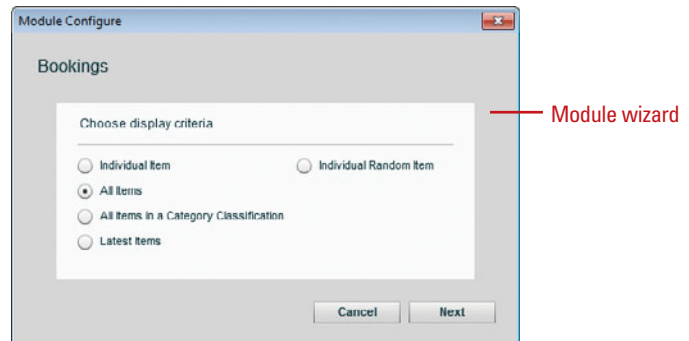 Module Configure
Bookings
Module wizard
Choose display criteria
Individual Item
Individual Random Item
All Items
All Items in a Category Classification
Latest Items
Cancel
Next